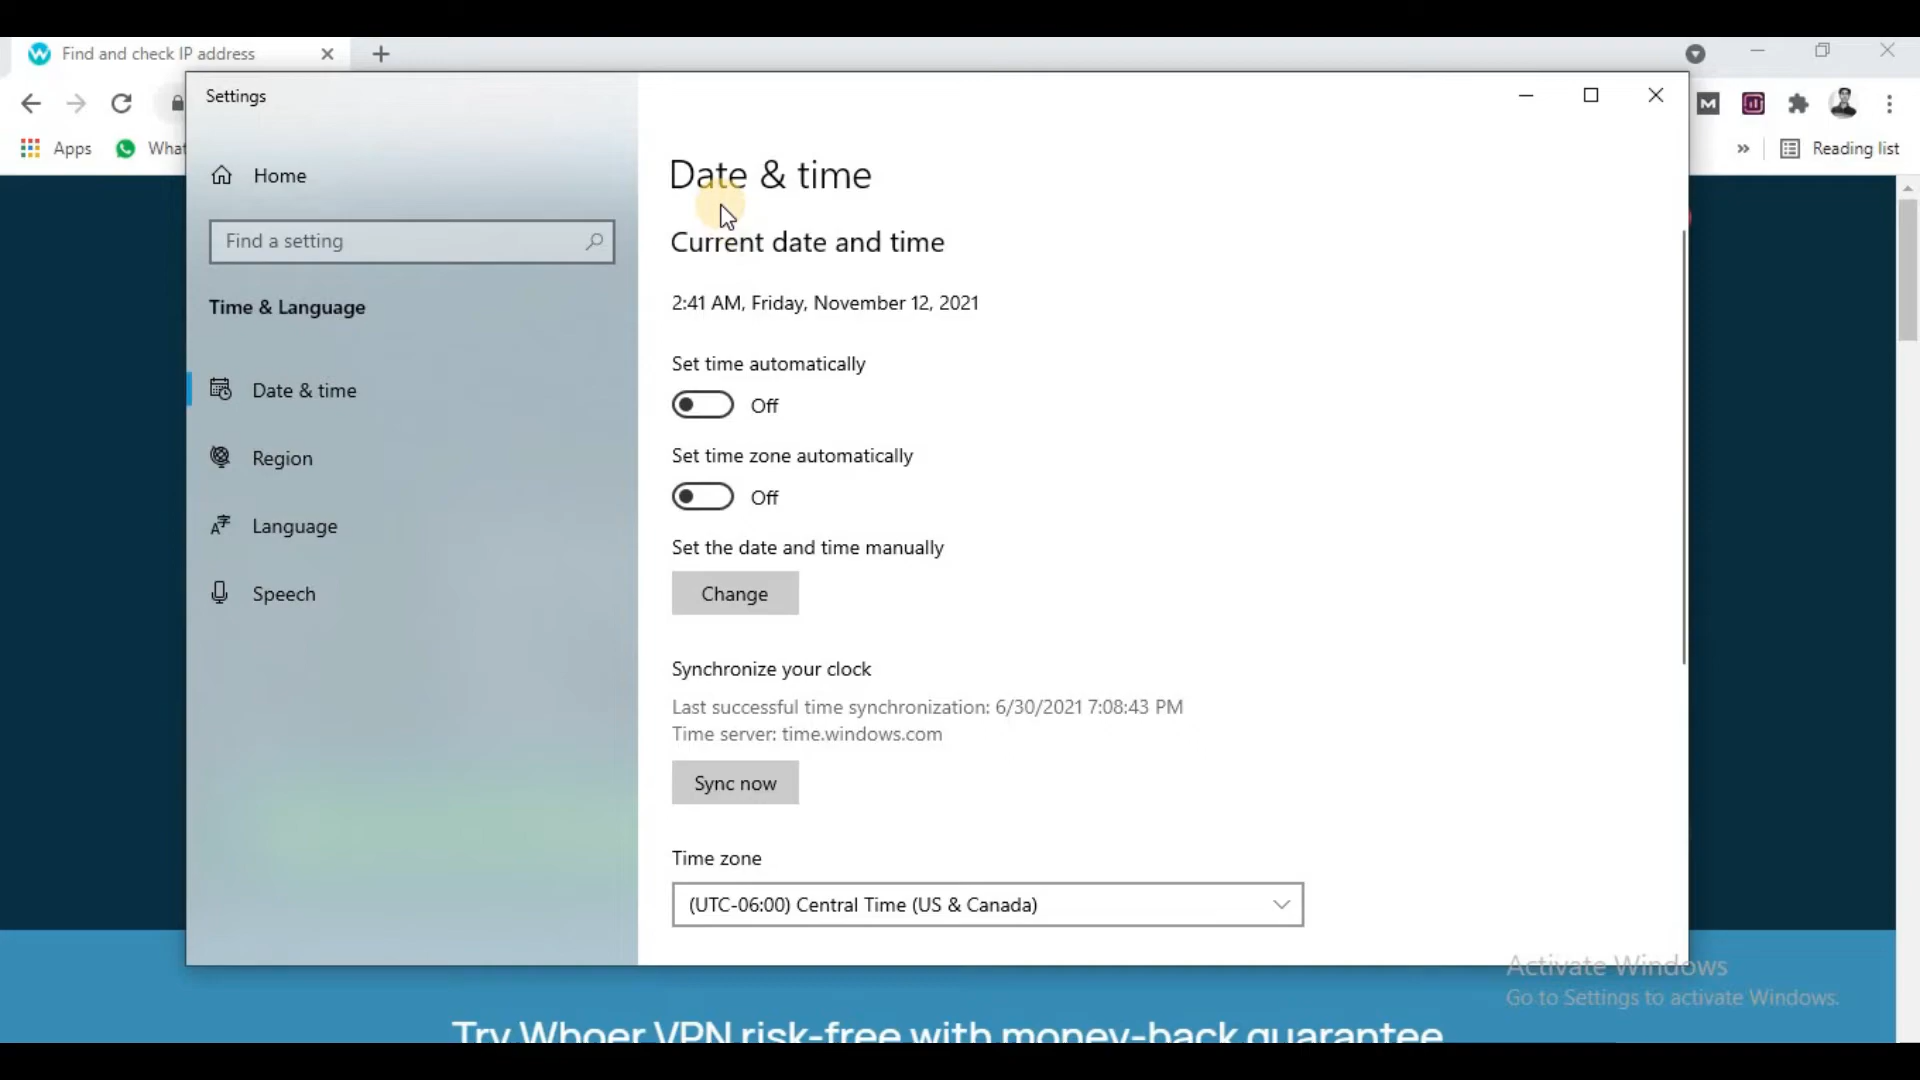 Find and check IP address
Settings
Apps
What
Reading list
Home
Find a setting
Time & Language
Date & time
Region
Language
Speech
Date & time
Current date and time
2:41 AM, Friday, November 12, 2021
Set time automatically
Off
Set time zone automatically
Off
Set the date and time manually
Change
Synchronize your clock
Last successful time synchronization: 6/30/2021 7:08:43 PM
Time server: time.windows.com
Sync now
Time zone
(UTC-06:00) Central Time (US & Canada)
Activate Windows
Go to Settings to activate Windows.
Try Whoer VPN risk-free with money-back guarantee